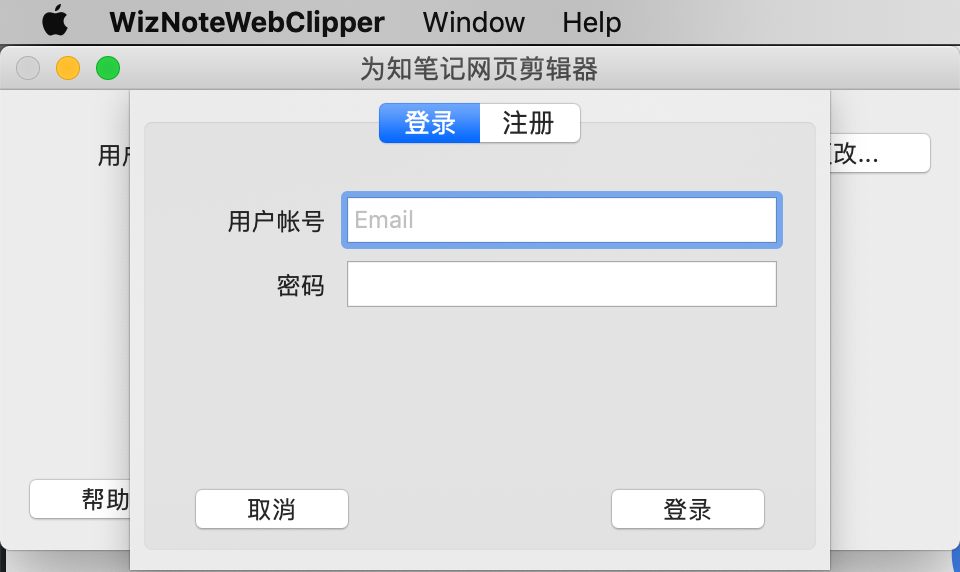 WizNoteWebClipper Window Help
为知笔记网页剪辑器
登录 注册
用户
改...
用户帐号 Email
密码
帮助
取消 登录